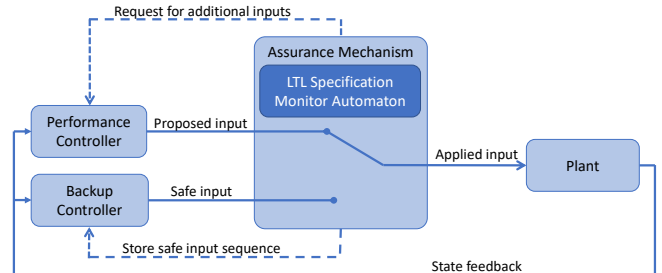 Request for additional inputs
Assurance Mechanism
LTL Specification
Monitor Automaton
Performance
Controller
Proposed input
Applied input
Plant
Backup
Controller
Safe input
Store safe input sequence
State feedback